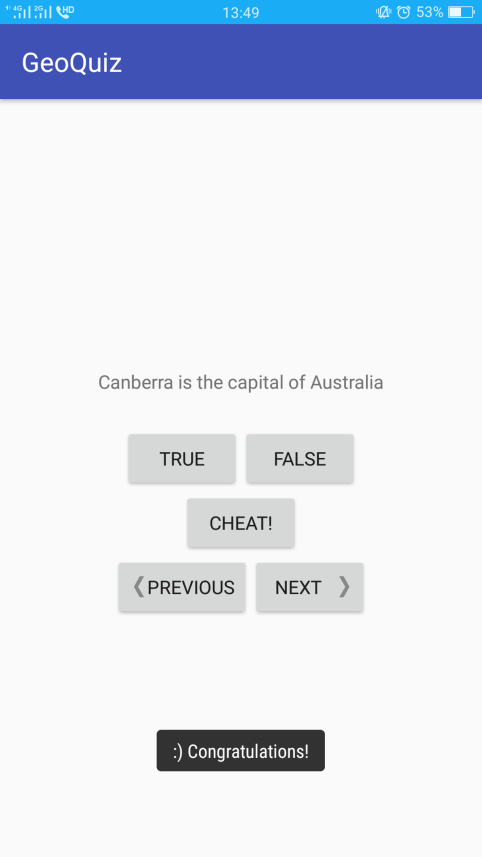 4G 2G HD 13:49 53%
GeoQuiz
Canberra is the capital of Australia
TRUE FALSE
CHEAT!
PREVIOUS NEXT
:) Congratulations!